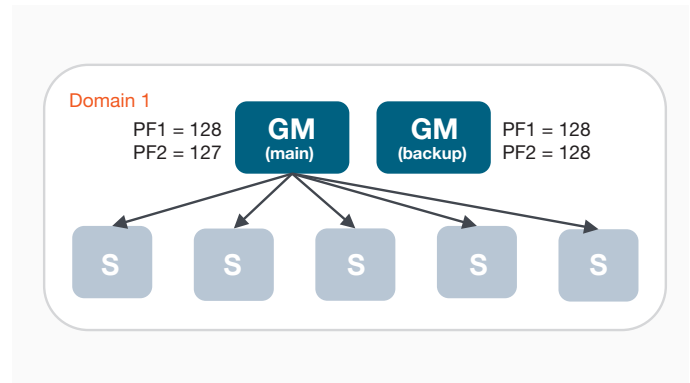 Domain 1
PF1 = 128
PF2 = 127
GM
(main)
GM
(backup)
PF1 = 128
PF2 = 128
S
S
S
S
S